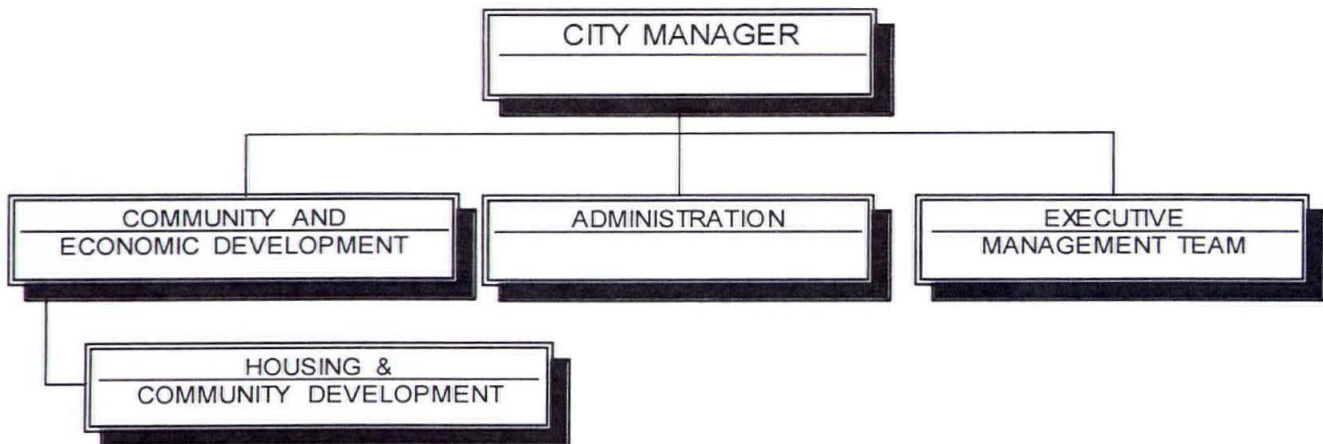 CITY MANAGER
COMMUNITY AND
ECONOMIC DEVELOPMENT
ADMINISTRATION
EXECUTIVE
MANAGEMENT TEAM
HOUSING &
COMMUNITY DEVELOPMENT